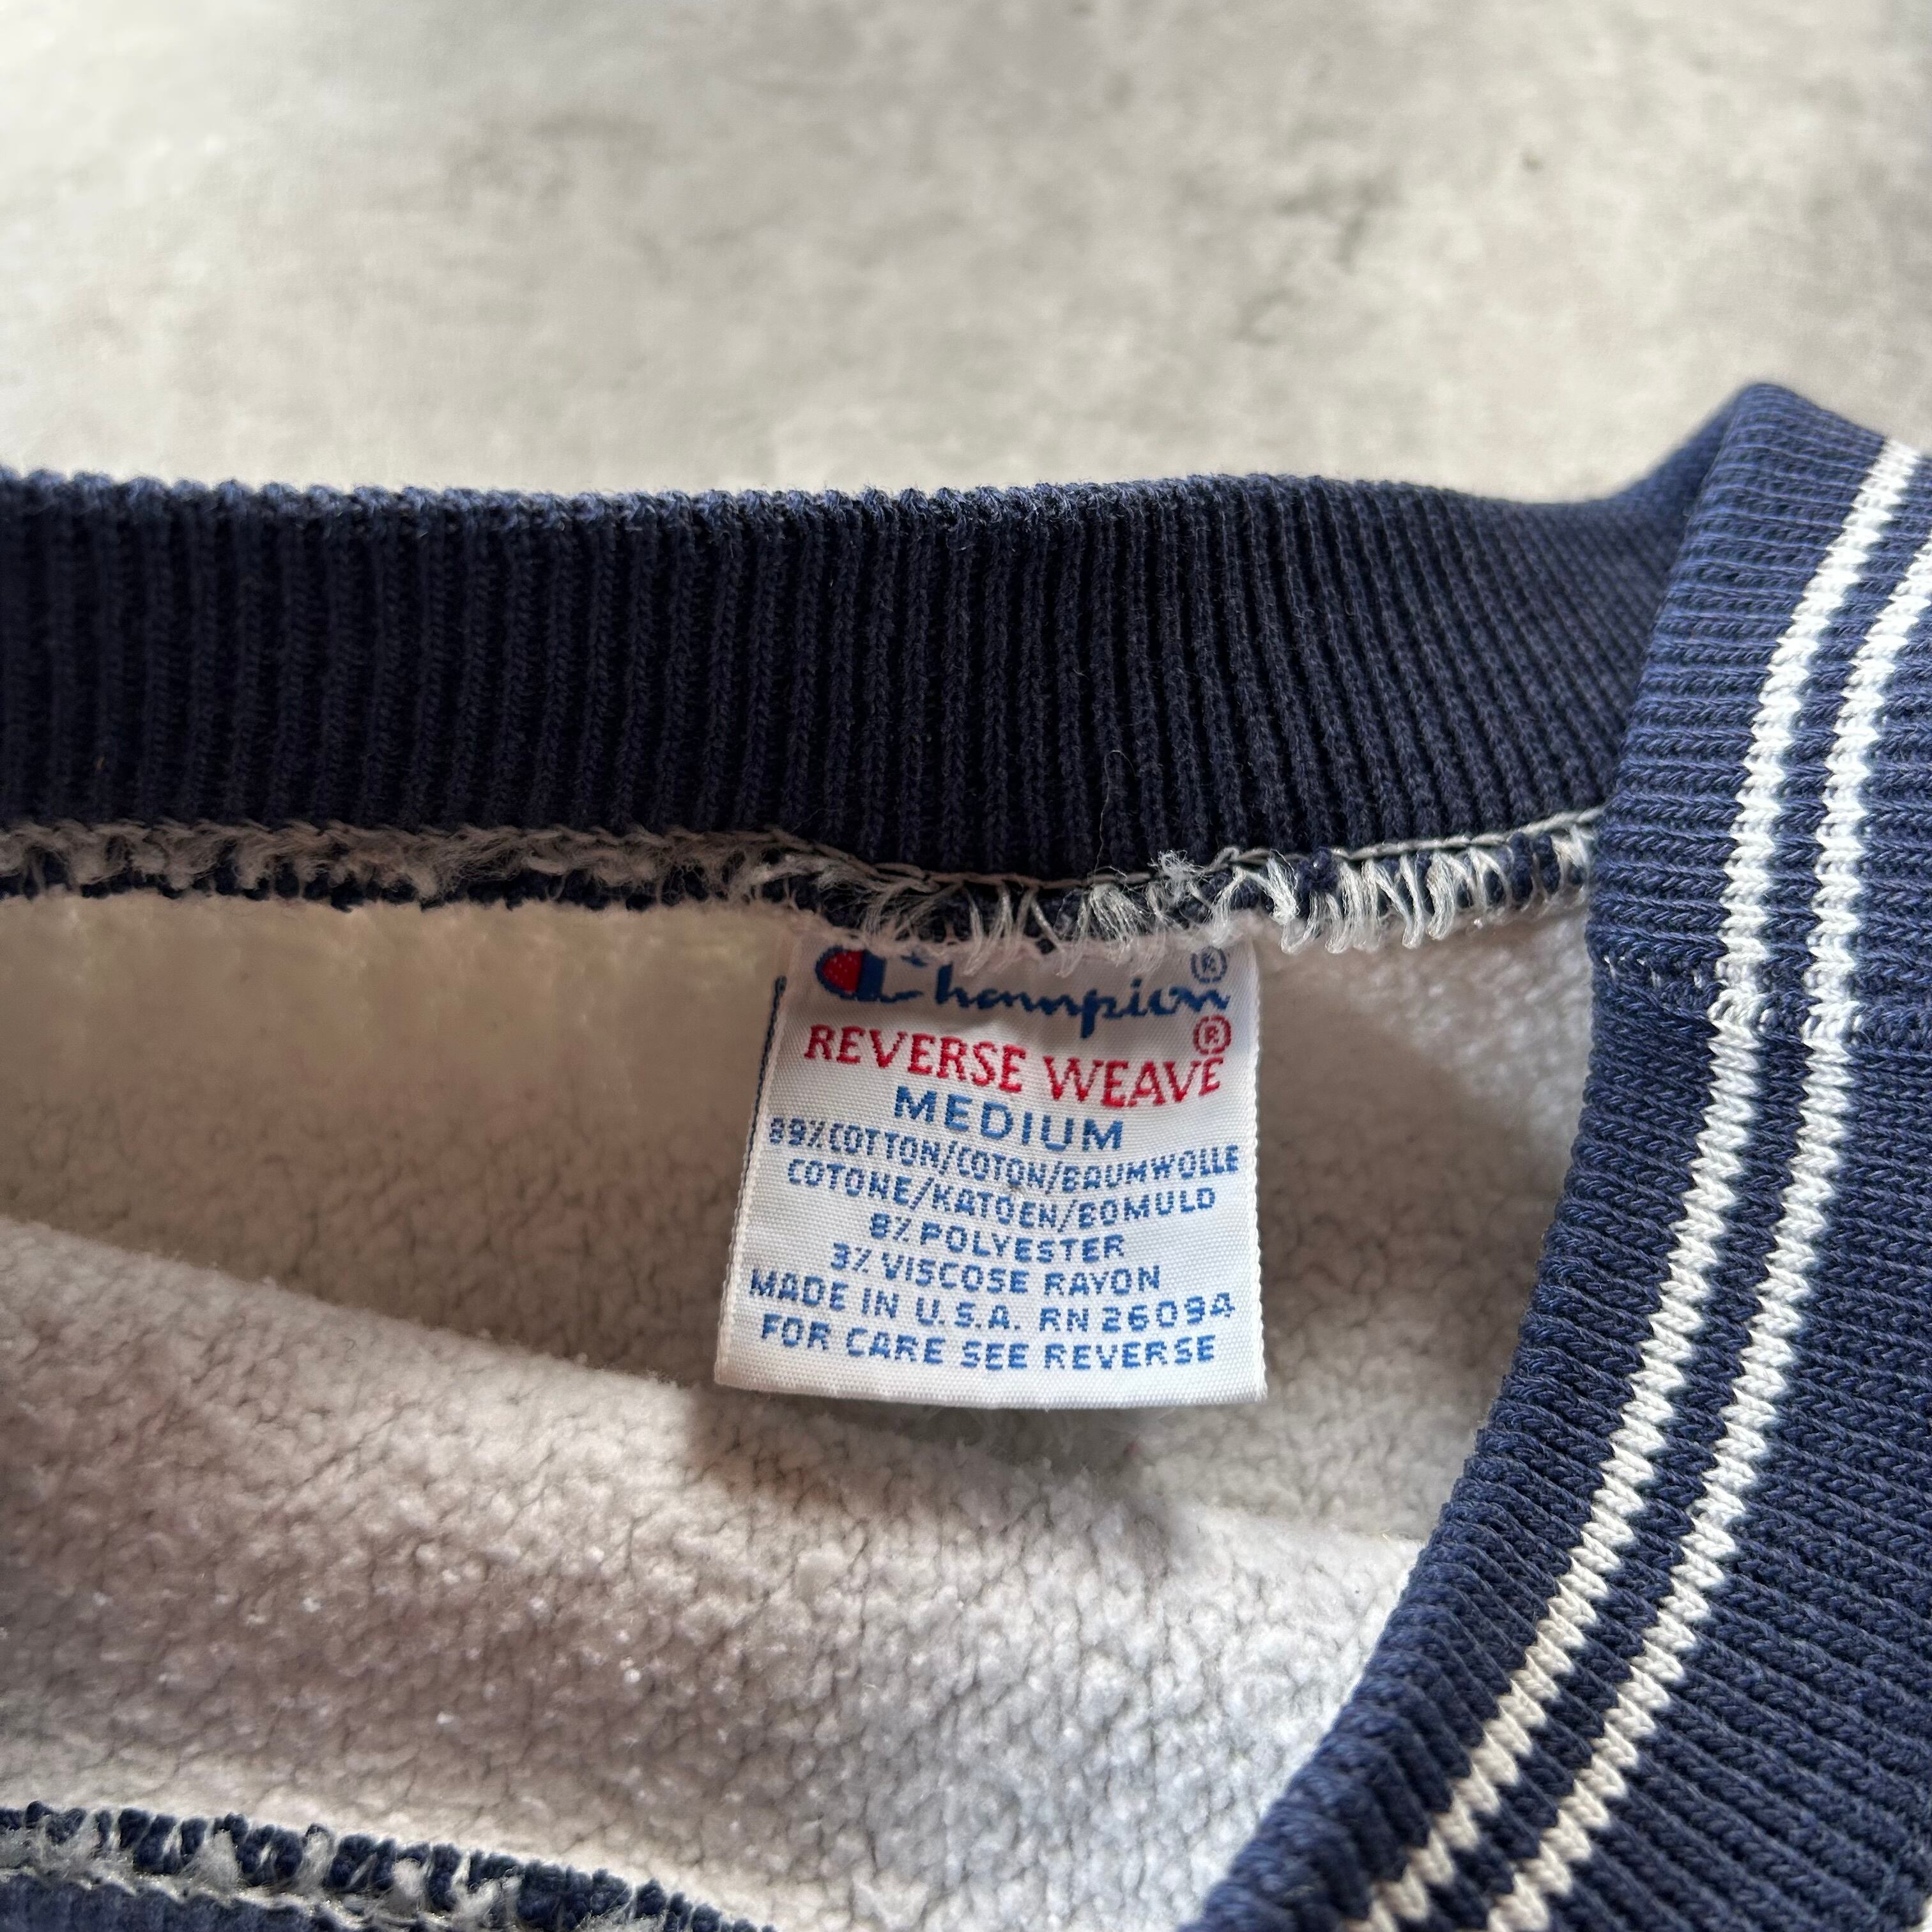 Champion®
REVERSE WEAVE®
MEDIUM
89%COTTON/COTON/BAUMWOLLE
COTONE/KATOEN/BOMULD
8% POLYESTER
3% VISCOSE RAYON
MADE IN U.S.A. RN 26094
FOR CARE SEE REVERSE